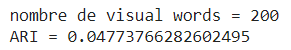 nombre de visual words = 200
ARI = 0.04773766282602495